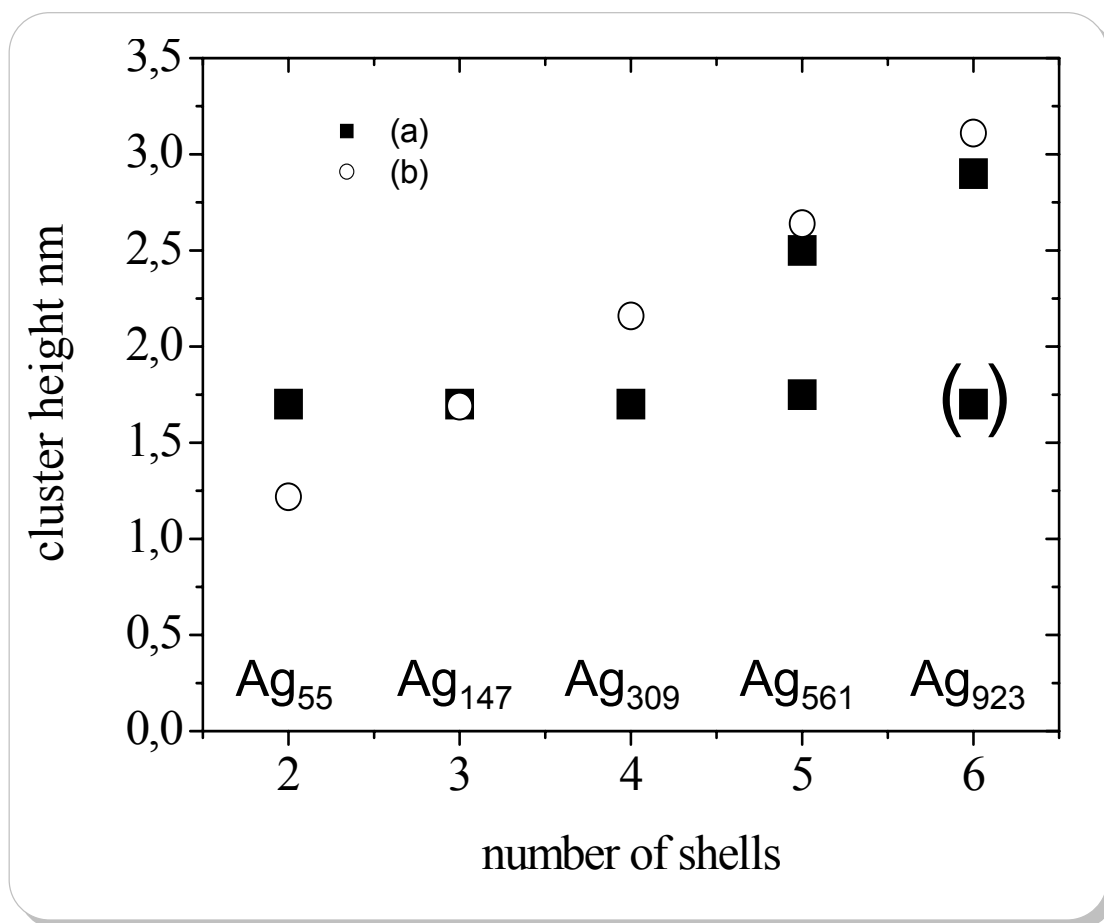 3,5
3,0
2,5
2,0
1,5
1,0
0,5
0,0
cluster height nm
(a)
(b)
( )
Ag55 Ag147 Ag309 Ag561 Ag923
2 3 4 5 6
number of shells